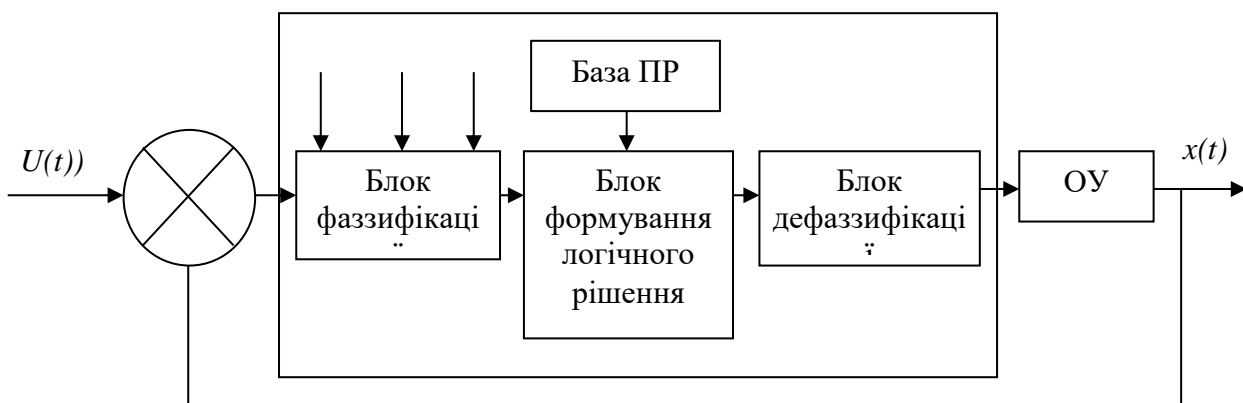 База ПР
U(t))
x(t)
Блок
фаззифікаці
ї
Блок
формування
логічного
рішення
Блок
дефаззифікаці
ї
ОУ